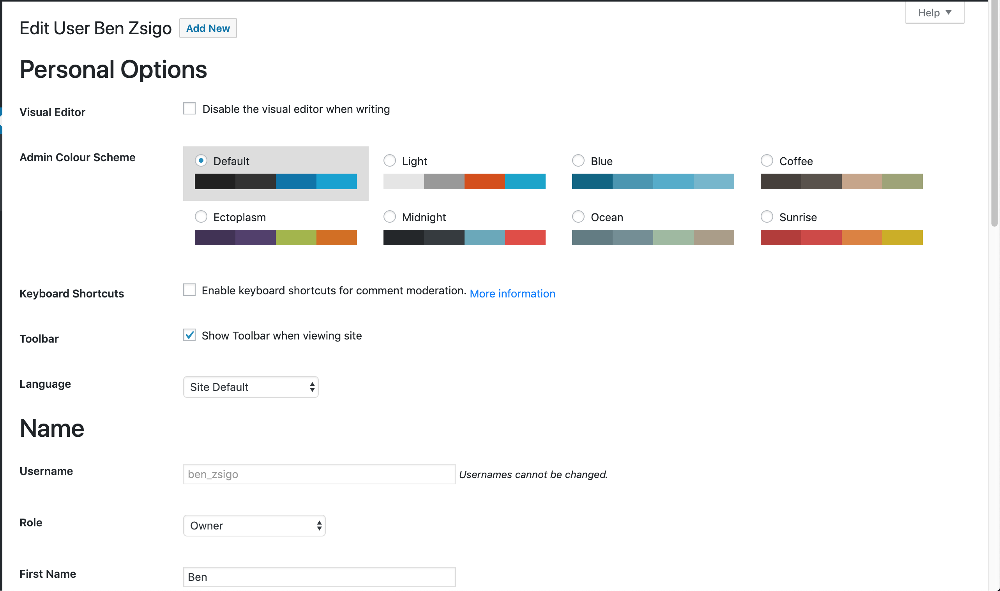 Help
Edit User Ben Zsigo Add New
Personal Options
Visual Editor Disable the visual editor when writing
Admin Colour Scheme Default Light Blue Coffee
Ectoplasm Midnight Ocean Sunrise
Keyboard Shortcuts Enable keyboard shortcuts for comment moderation. More information
Toolbar Show Toolbar when viewing site
Language Site Default
Name
Username ben_zsigo Usernames cannot be changed.
Role Owner
First Name Ben